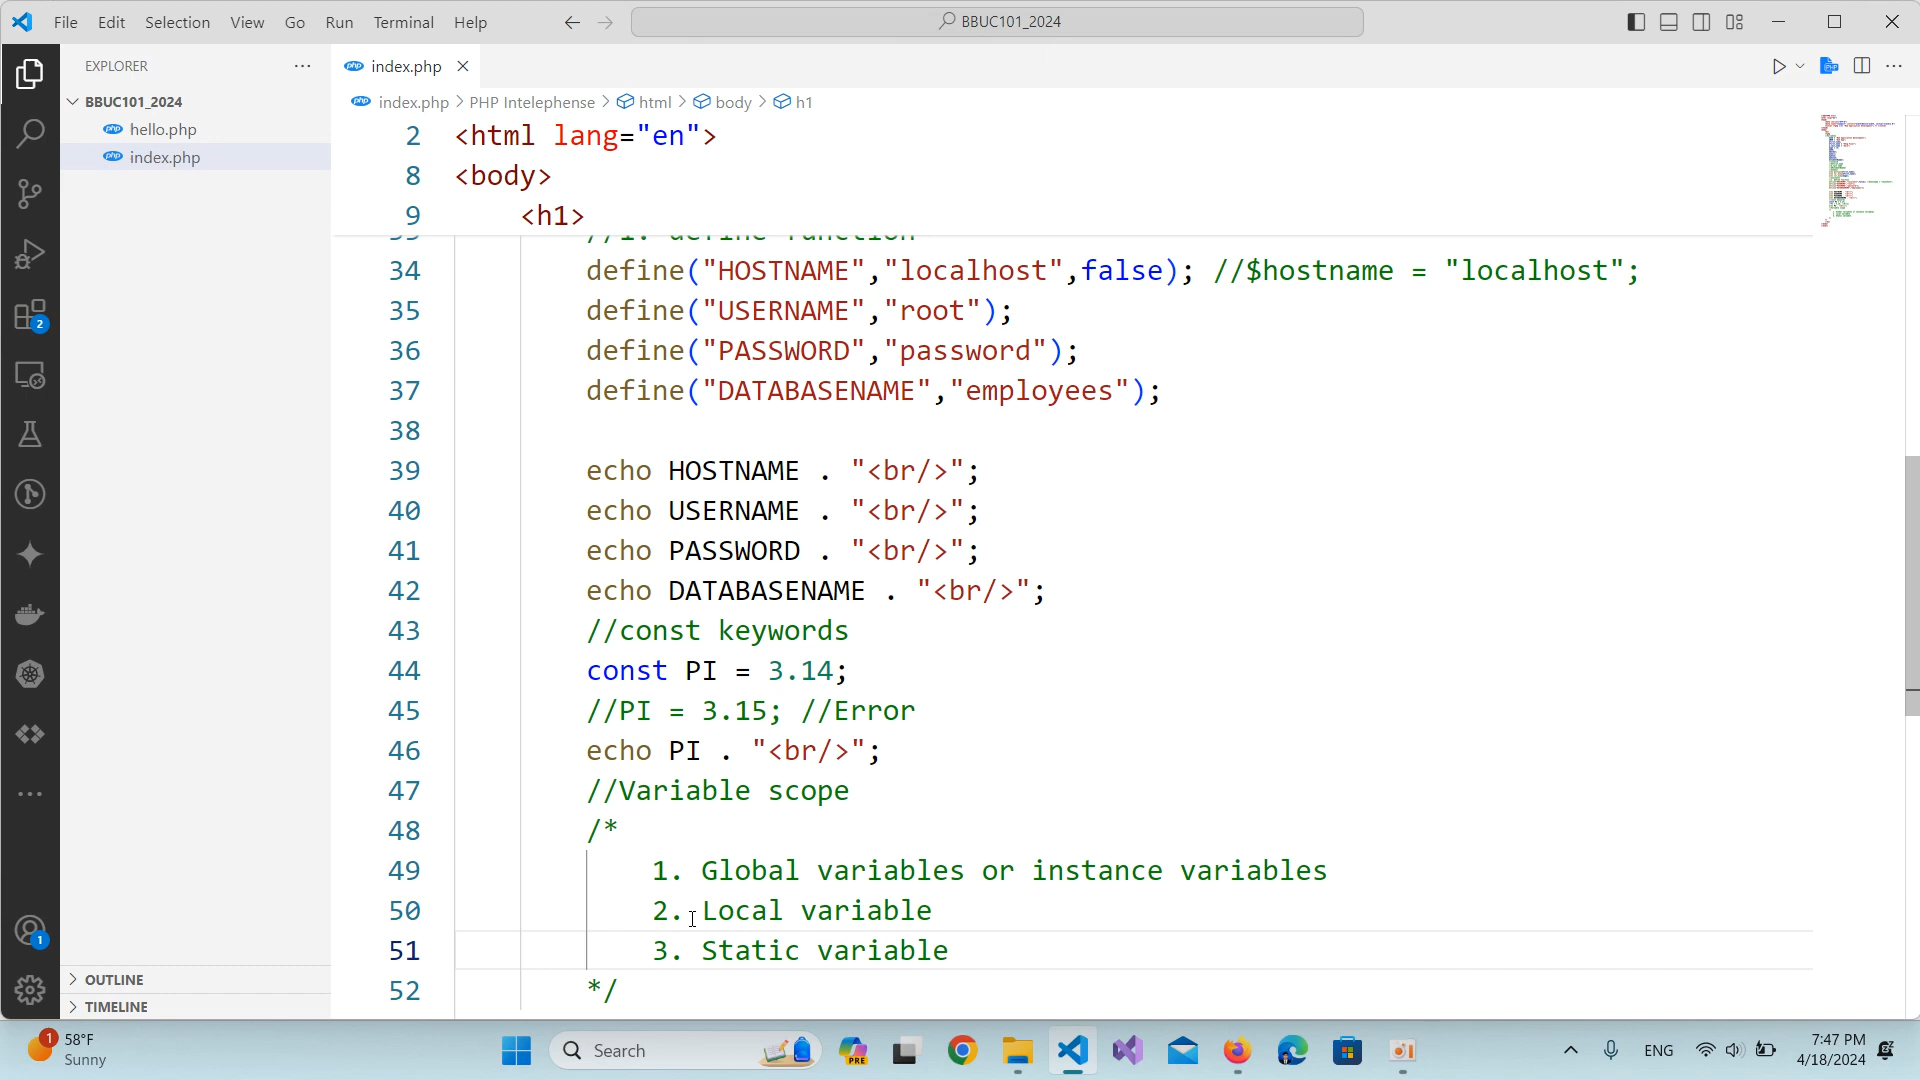 File Edit Selection View Go Run Terminal Help
BBUC101_2024
EXPLORER
index.php
BBUC101_2024
hello.php
index.php
index.php > PHP Intelephense > html > body > h1
2 <html lang="en">
8 <body>
9 <h1>
34 define("HOSTNAME","localhost",false); //$hostname = "localhost";
35 define("USERNAME","root");
36 define("PASSWORD","password");
37 define("DATABASENAME","employees");
38
39 echo HOSTNAME . "<br/>";
40 echo USERNAME . "<br/>";
41 echo PASSWORD . "<br/>";
42 echo DATABASENAME . "<br/>";
43 //const keywords
44 const PI = 3.14;
45 //PI = 3.15; //Error
46 echo PI . "<br/>";
47 //Variable scope
48 /*
49 1. Global variables or instance variables
50 2. Local variable
51 3. Static variable
52 */
2
1
OUTLINE
TIMELINE
1
58°F
Sunny
Search
PRE
ENG
7:47 PM
4/18/2024